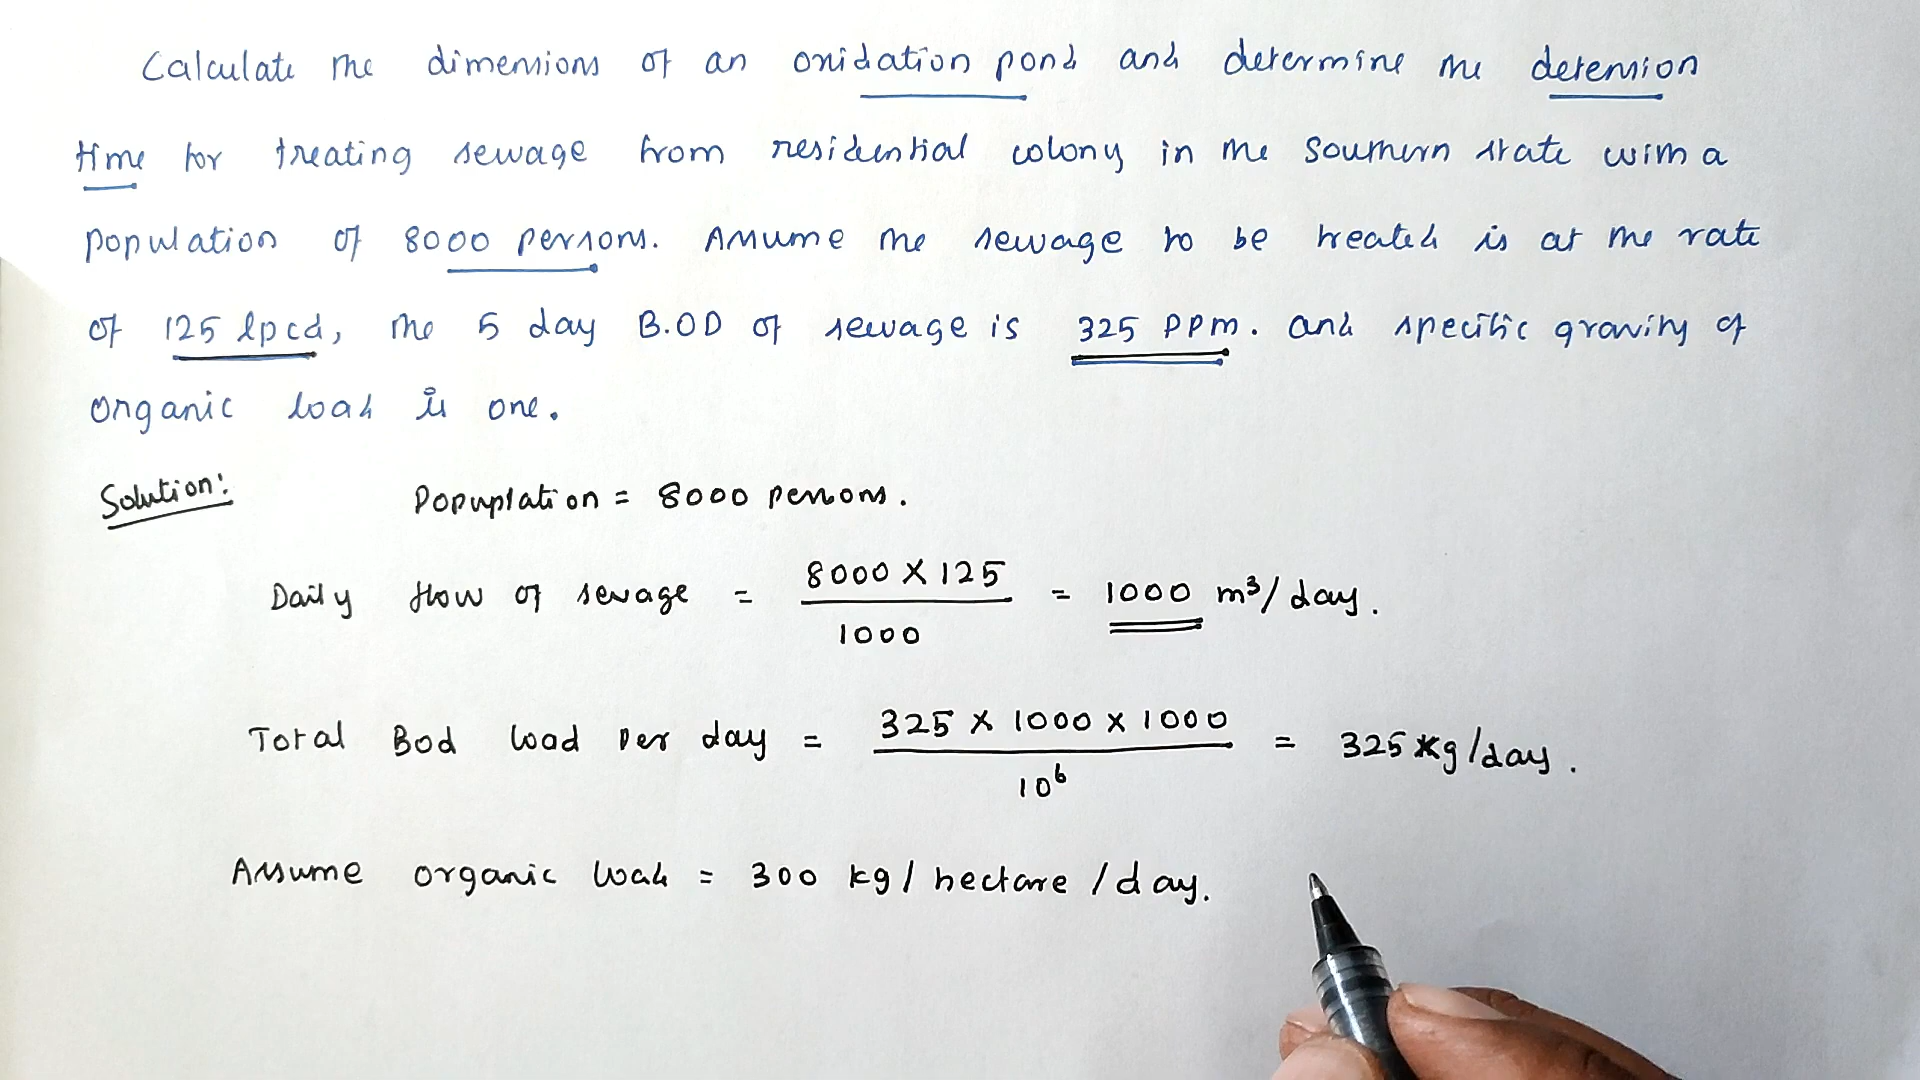 Calculate the dimensions of an oxidation pond and determine the detension
time for treating sewage from residential colony in the Southern state with a
population of 8000 persons. Assume the sewage to be treated is at the rate
of 125 lpcd, the 5 day B.OD of sewage is 325 PPm. and specific gravity of
organic load is one.
Solution:
Popuplation = 8000 persons.
Daily flow of sewage = 8000 X 125 / 1000 = 1000 m³/day.
Total Bod load per day = 325 X 1000 x 1000 / 10⁶ = 325 kg/day.
Assume organic load = 300 kg/hectare/day.